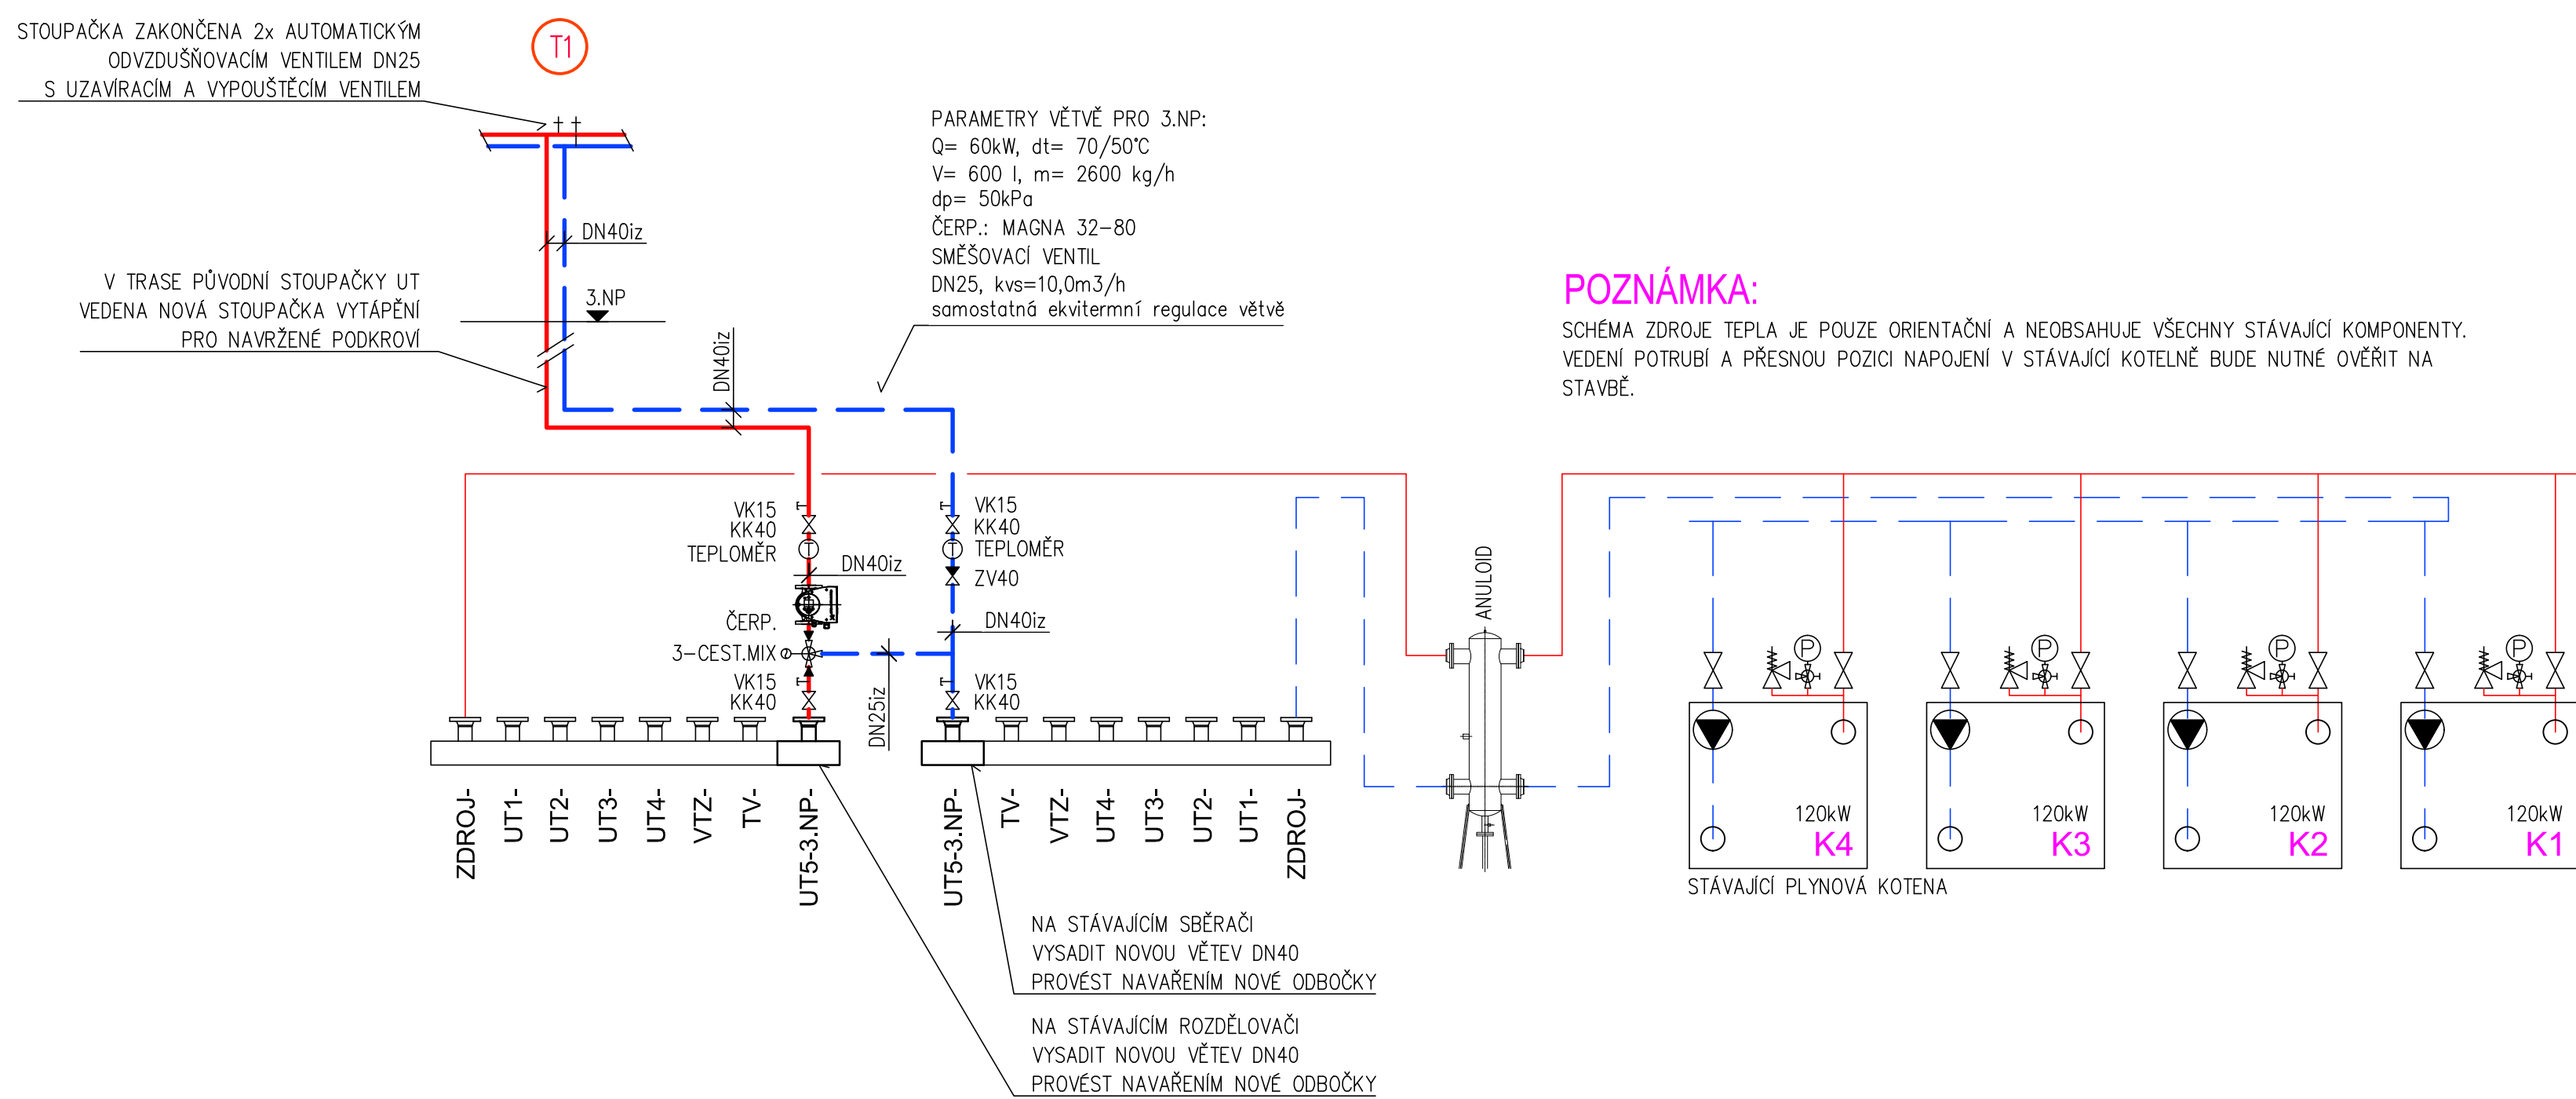 STOUPAČKA ZAKONČENA 2x AUTOMATICKÝM
ODVZDUŠŇOVACÍM VENTILEM DN25
S UZAVÍRACÍM A VYPOUŠTĚCÍM VENTILEM
T1
PARAMETRY VĚTVĚ PRO 3.NP:
Q= 60kW, dt= 70/50°C
V= 600 l, m= 2600 kg/h
dp= 50kPa
ČERP.: MAGNA 32-80
SMĚŠOVACÍ VENTIL
DN25, kvs=10,0m3/h
samostatná ekvitermní regulace větvě
DN40iz
V TRASE PŮVODNÍ STOUPAČKY UT
VEDENA NOVÁ STOUPAČKA VYTÁPĚNÍ
PRO NAVRŽENÉ PODKROVÍ
3.NP
DN40iz
POZNÁMKA:
SCHÉMA ZDROJE TEPLA JE POUZE ORIENTAČNÍ A NEOBSAHUJE VŠECHNY STÁVAJÍCÍ KOMPONENTY.
VEDENÍ POTRUBÍ A PŘESNOU POZICI NAPOJENÍ V STÁVAJÍCÍ KOTELNĚ BUDE NUTNÉ OVĚŘIT NA
STAVBĚ.
VK15
KK40
TEPLOMĚR
DN40iz
ČERP.
3-CEST.MIX
VK15
KK40
VK15
KK40
TEPLOMĚR
ZV40
DN40iz
VK15
KK40
DN25iz
T
T
ANULOID
P
P
P
P
ZDROJ-
UT1-
UT2-
UT3-
UT4-
VTZ-
TV-
UT5-3.NP-
UT5-3.NP-
TV-
VTZ-
UT4-
UT3-
UT2-
UT1-
ZDROJ-
120kW
K4
120kW
K3
120kW
K2
120kW
K1
STÁVAJÍCÍ PLYNOVÁ KOTENA
NA STÁVAJÍCÍM SBĚRAČI
VYSADIT NOVOU VĚTEV DN40
PROVÉST NAVAŘENÍM NOVÉ ODBOČKY
NA STÁVAJÍCÍM ROZDĚLOVAČI
VYSADIT NOVOU VĚTEV DN40
PROVÉST NAVAŘENÍM NOVÉ ODBOČKY